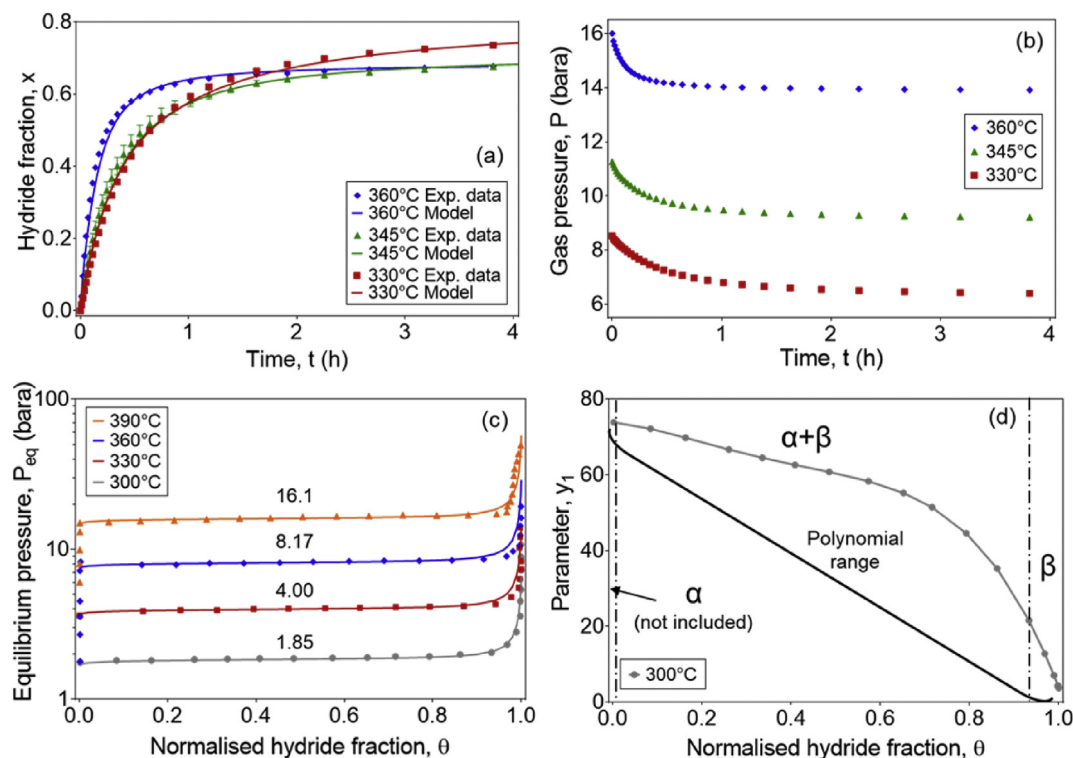 0.8
0.6
0.4
0.2
0.0
Hydride fraction, x
(a)
360°C Exp. data
360°C Model
345°C Exp. data
345°C Model
330°C Exp. data
330°C Model
0 1 2 3 4
Time, t (h)
16
14
12
10
8
6
Gas pressure, P (bara)
(b)
360°C
345°C
330°C
0 1 2 3 4
Time, t (h)
100
10
1
Equilibrium pressure, Peq (bara)
(c)
390°C
360°C
330°C
300°C
16.1
8.17
4.00
1.85
0.0 0.2 0.4 0.6 0.8 1.0
Normalised hydride fraction, θ
80
60
40
20
0
Parameter, y1
(d)
α+β
Polynomial
range
β
α
(not included)
300°C
0.0 0.2 0.4 0.6 0.8 1.0
Normalised hydride fraction, θ